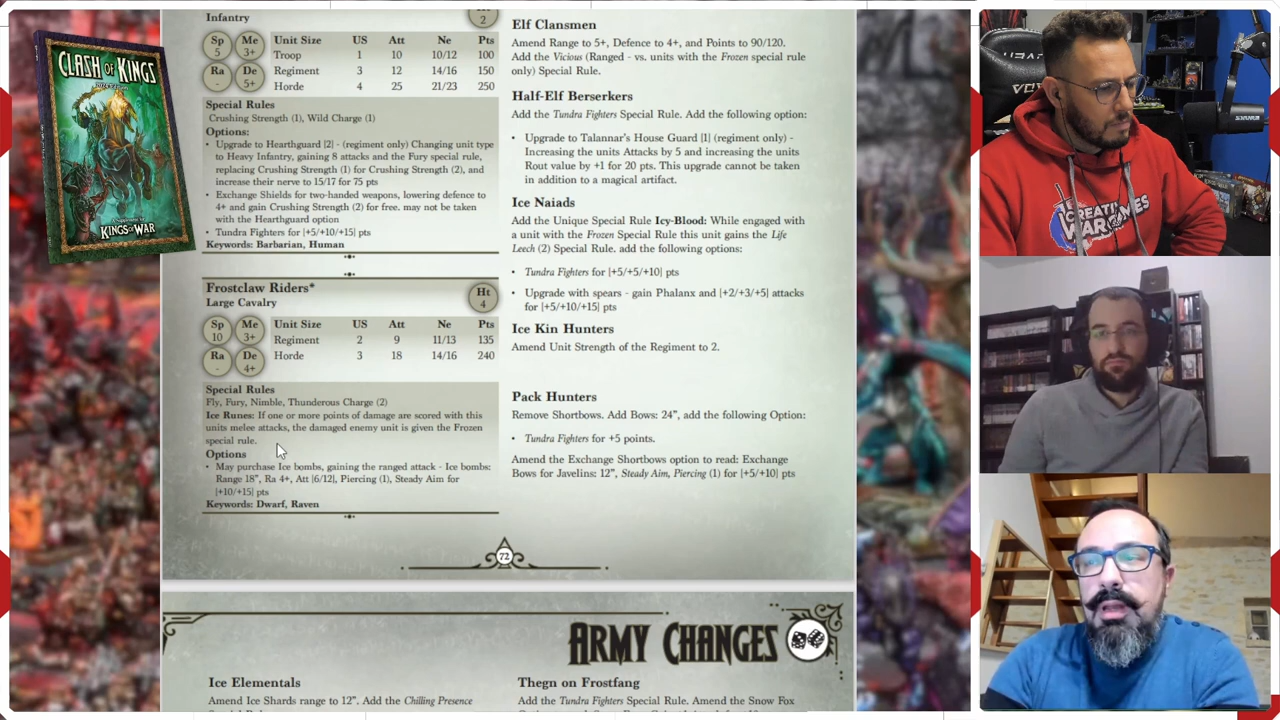 CLASH OF KINGS
KINGS OF WAR
Infantry
2
Sp
5
Me
3+
Ra
-
De
5+
Unit Size US Att Ne Pts
Troop 1 10 10/12 100
Regiment 3 12 14/16 150
Horde 4 25 21/23 250
Special Rules
Crushing Strength (1), Wild Charge (1)
Options:
• Upgrade to Hearthguard [2] - (regiment only) Changing unit type
to Heavy Infantry, gaining 8 attacks and the Fury special rule,
replacing Crushing Strength (1) for Crushing Strength (2), and
increase their nerve to 15/17 for 75 pts
• Exchange Shields for two-handed weapons, lowering defence to
4+ and gain Crushing Strength (2) for free. may not be taken
with the Hearthguard option
• Tundra Fighters for [+5/+10/+15] pts
Keywords: Barbarian, Human
Frostclaw Riders*
Large Cavalry
Ht
4
Sp
10
Me
3+
Ra
-
De
4+
Unit Size US Att Ne Pts
Regiment 2 9 11/13 135
Horde 3 18 14/16 240
Special Rules
Fly, Fury, Nimble, Thunderous Charge (2)
Ice Runes: If one or more points of damage are scored with this
units melee attacks, the damaged enemy unit is given the Frozen
special rule.
Options
• May purchase Ice bombs, gaining the ranged attack - Ice bombs:
Range 18", Ra 4+, Att [6/12], Piercing (1), Steady Aim for
[+10/+15] pts
Keywords: Dwarf, Raven
Elf Clansmen
Amend Range to 5+, Defence to 4+, and Points to 90/120.
Add the Vicious (Ranged - vs. units with the Frozen special rule
only) Special Rule.
Half-Elf Berserkers
Add the Tundra Fighters Special Rule. Add the following option:
• Upgrade to Talannar's House Guard [1] (regiment only) -
Increasing the units Attacks by 5 and increasing the units
Rout value by +1 for 20 pts. This upgrade cannot be taken
in addition to a magical artifact.
Ice Naiads
Add the Unique Special Rule Icy-Blood: While engaged with
a unit with the Frozen Special Rule this unit gains the Life
Leech (2) Special Rule. add the following options:
• Tundra Fighters for [+5/+5/+10] pts
• Upgrade with spears - gain Phalanx and [+2/+3/+5] attacks
for [+5/+10/+15] pts
Ice Kin Hunters
Amend Unit Strength of the Regiment to 2.
Pack Hunters
Remove Shortbows. Add Bows: 24", add the following Option:
• Tundra Fighters for +5 points.
Amend the Exchange Shortbows option to read: Exchange
Bows for Javelins: 12", Steady Aim, Piercing (1) for [+5/+10] pts
72
ARMY CHANGES
Ice Elementals
Amend Ice Shards range to 12". Add the Chilling Presence
Thegn on Frostfang
Add the Tundra Fighters Special Rule. Amend the Snow Fox